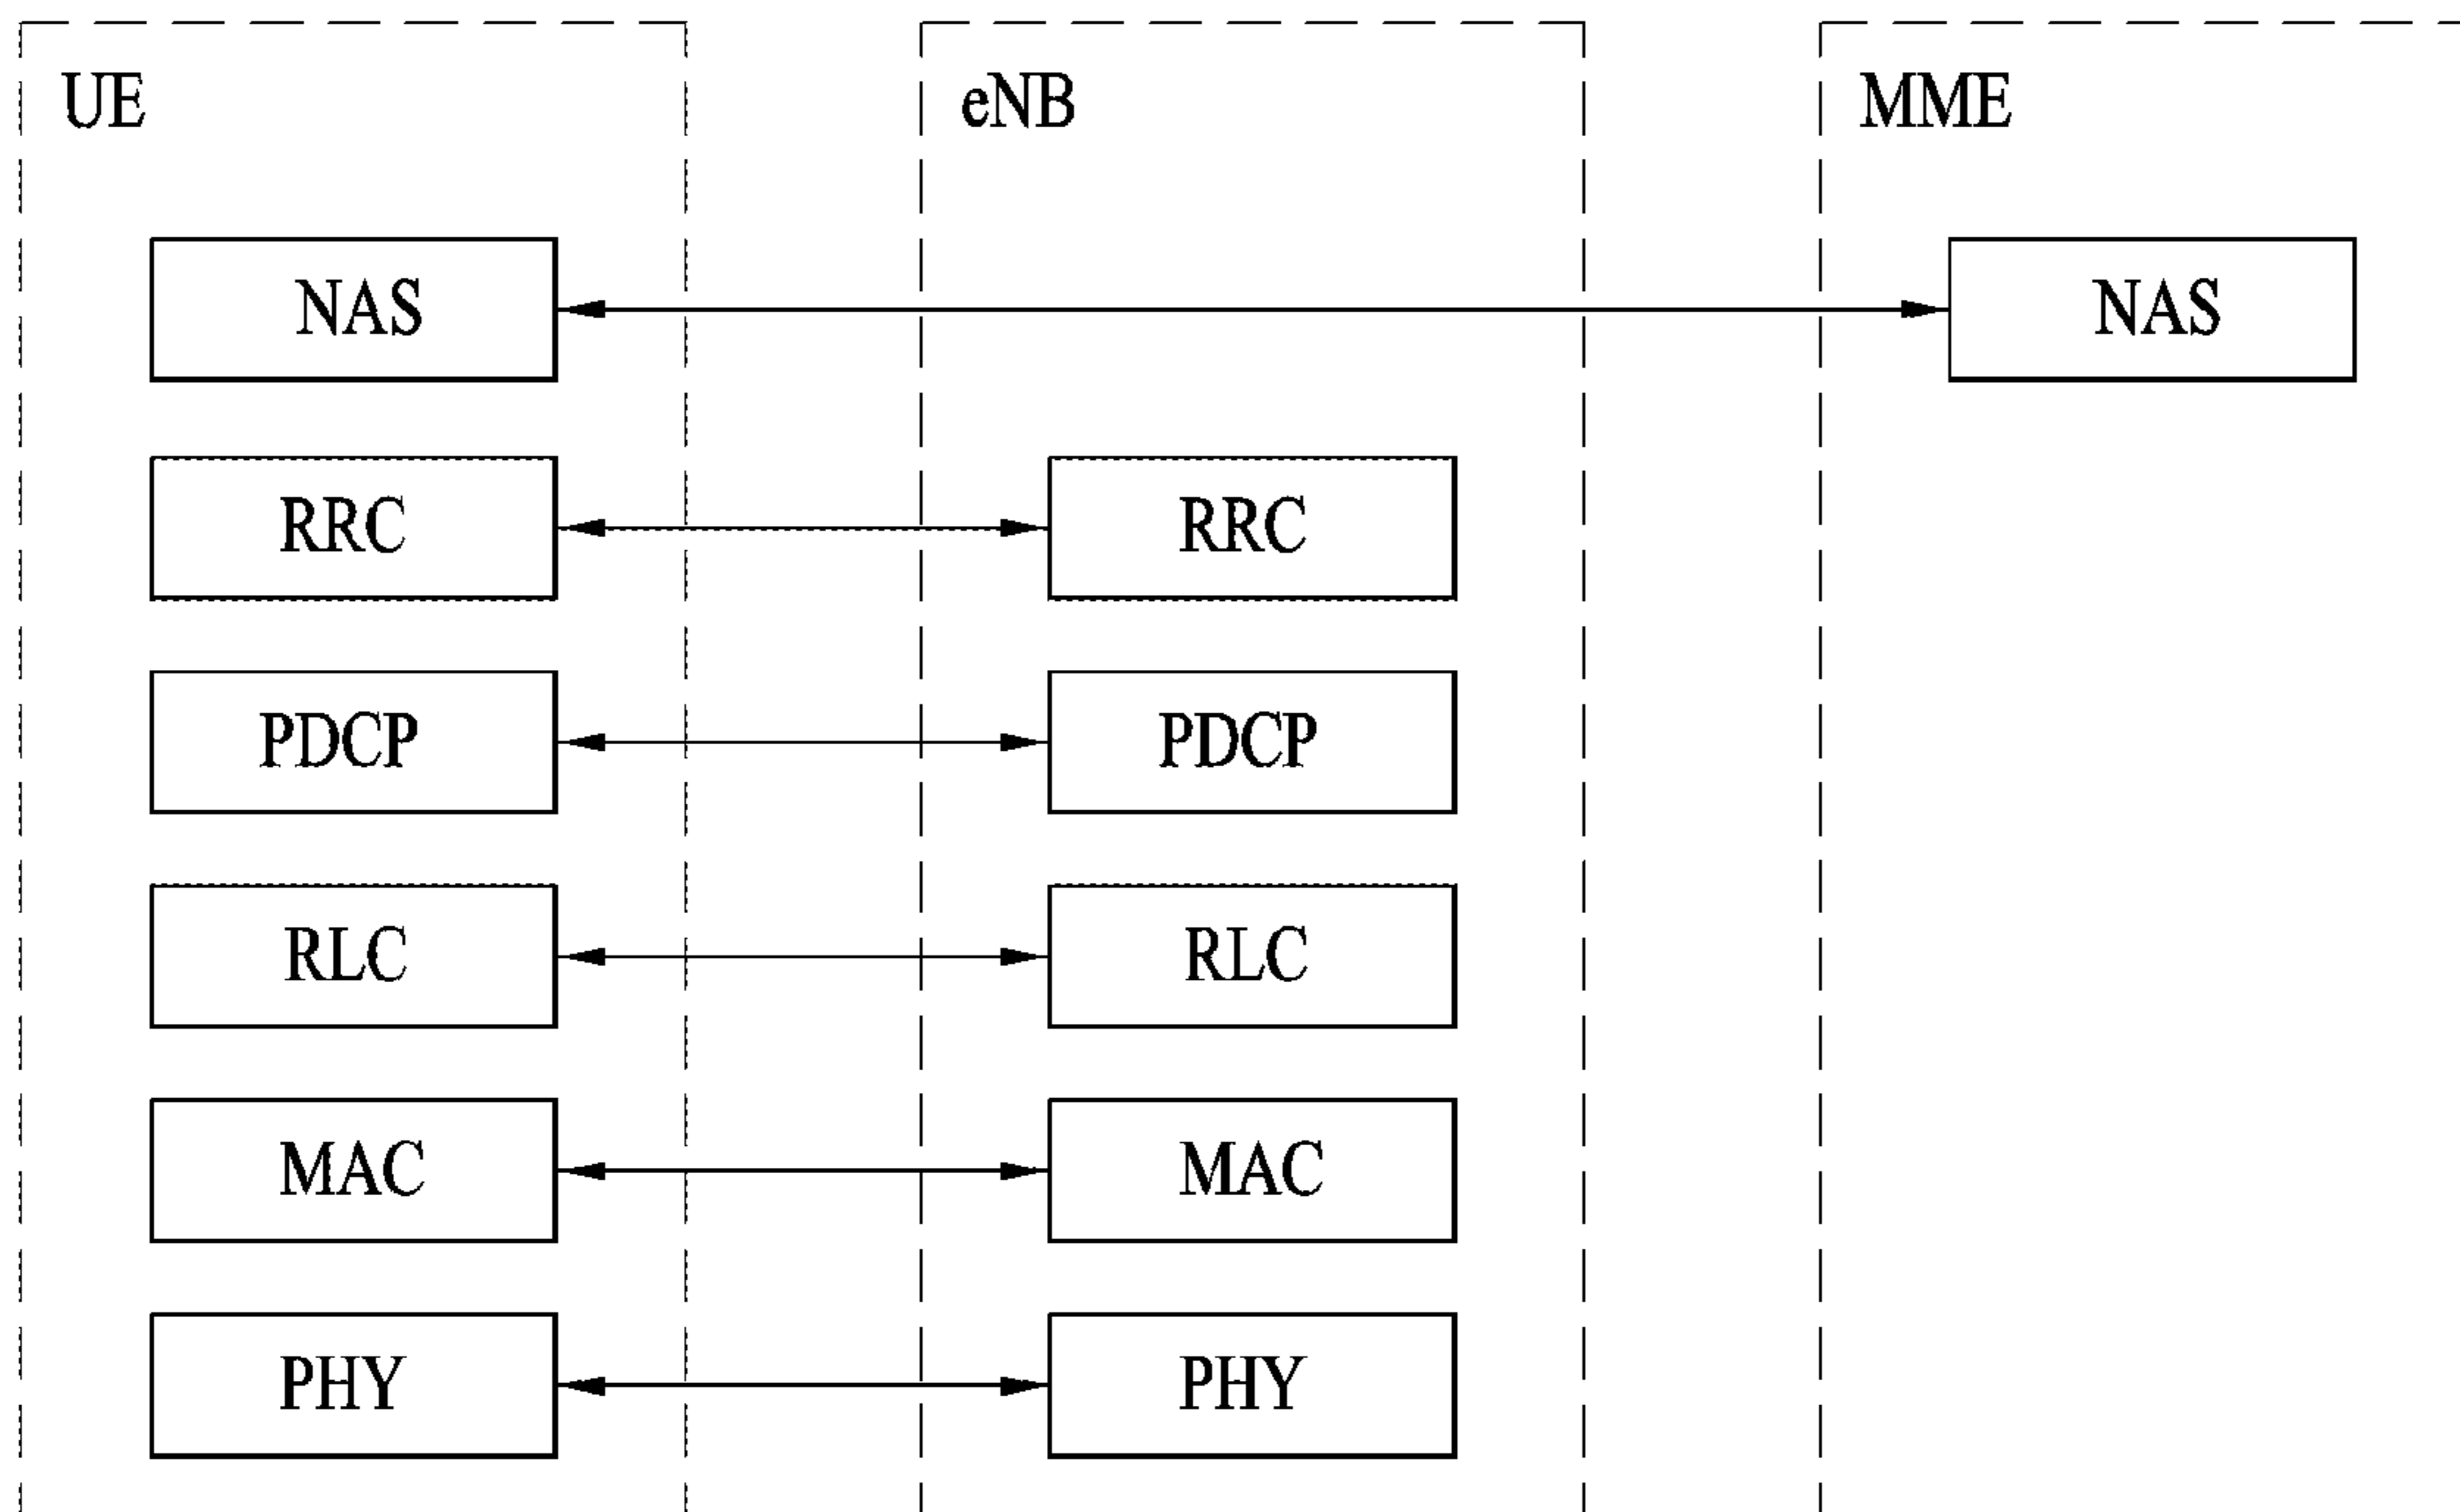 UE eNB MME
NAS NAS
RRC RRC
PDCP PDCP
RLC RLC
MAC MAC
PHY PHY